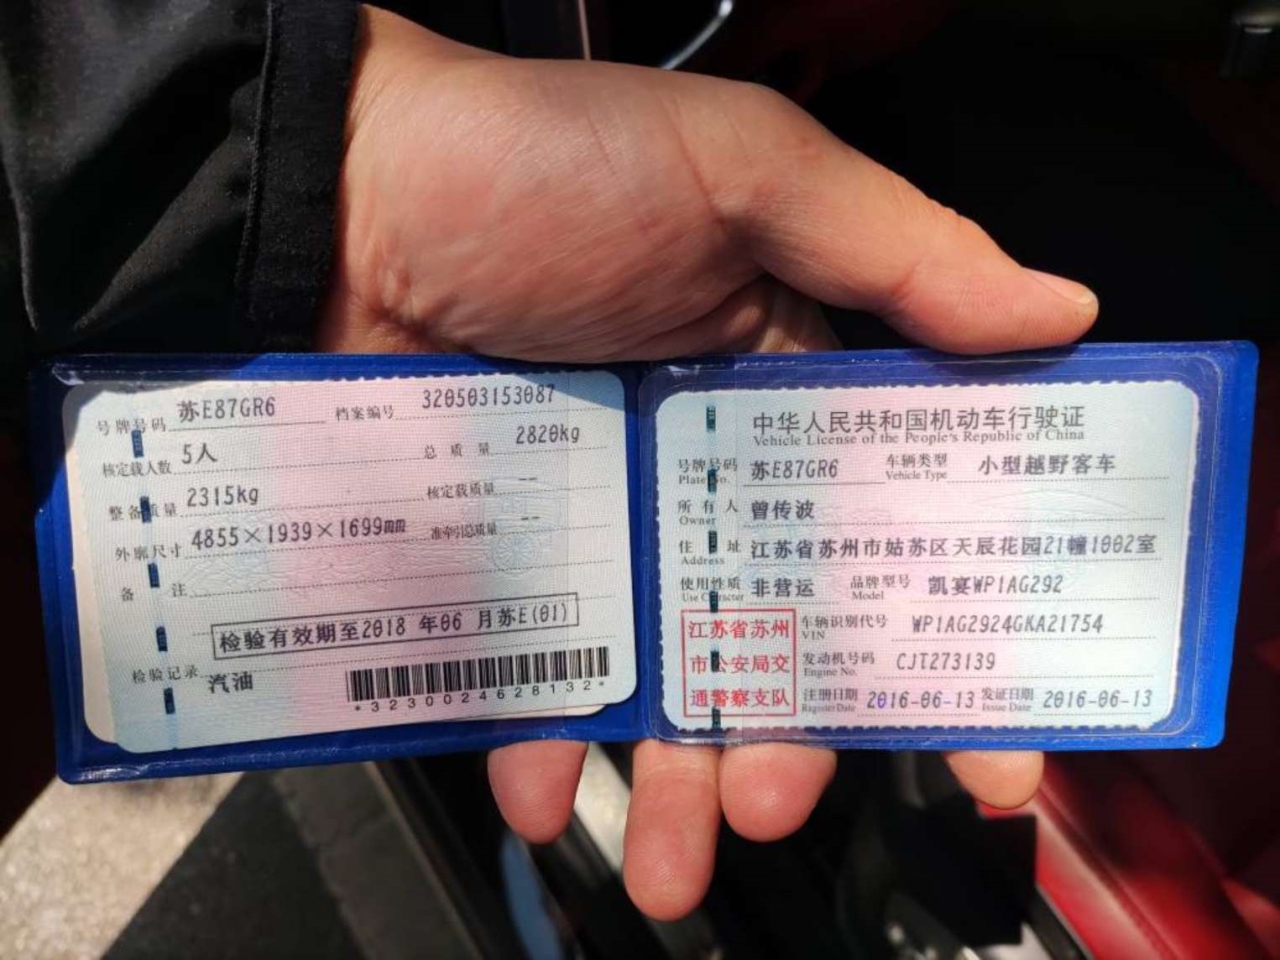 号牌号码 苏E87GR6 档案编号 320503153087
核定载人数 5人 总质量 2820kg
整备质量 2315kg 核定载质量 --
外廓尺寸 4855×1939×1699mm 准牵引总质量 --
备注
检验有效期至2018 年06 月苏E(01)
检验记录
汽油
*3230024628132*
中华人民共和国机动车行驶证
Vehicle License of the People's Republic of China
号牌号码 苏E87GR6 车辆类型 小型越野客车
Plate No. Vehicle Type
所有人 曾传波
Owner
住址 江苏省苏州市姑苏区天辰花园21幢1002室
Address
使用性质 非营运 品牌型号 凯宴WP1AG292
Use Character Model
江苏省苏州
市公安局交
通警察支队
车辆识别代号 WP1AG2924GKA21754
VIN
发动机号码 CJT273139
Engine No.
注册日期 2016-06-13 发证日期 2016-06-13
Register Date Issue Date